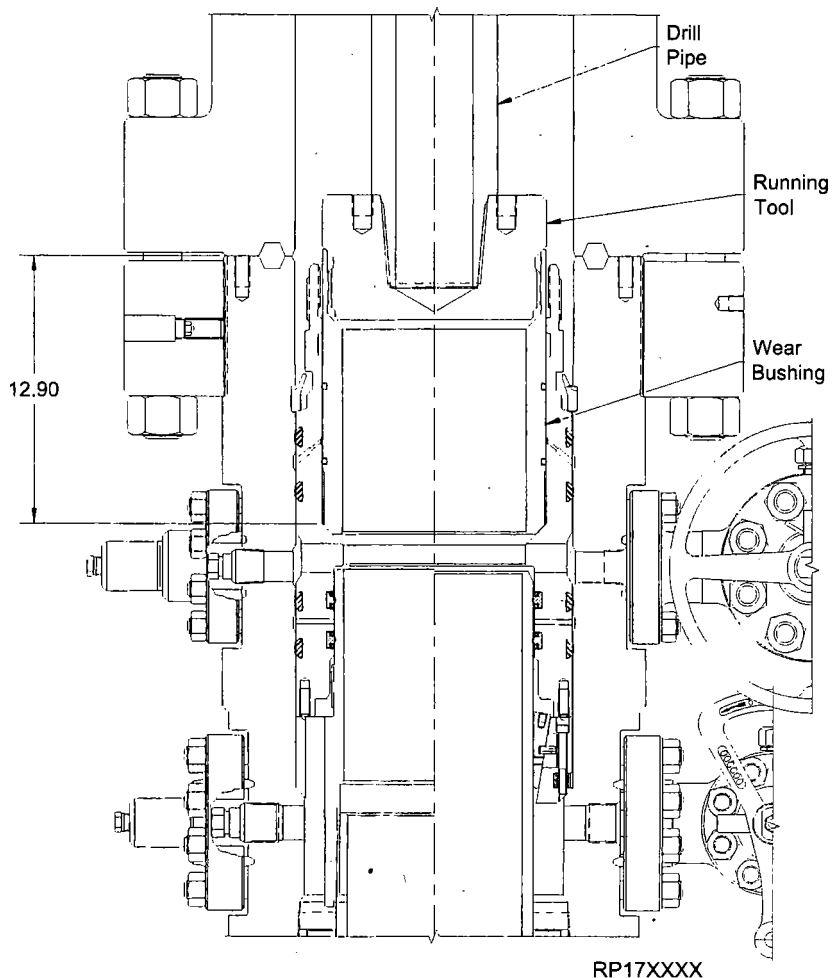 Drill
Pipe
Running
Tool
Wear
Bushing
12.90
RP17XXXX